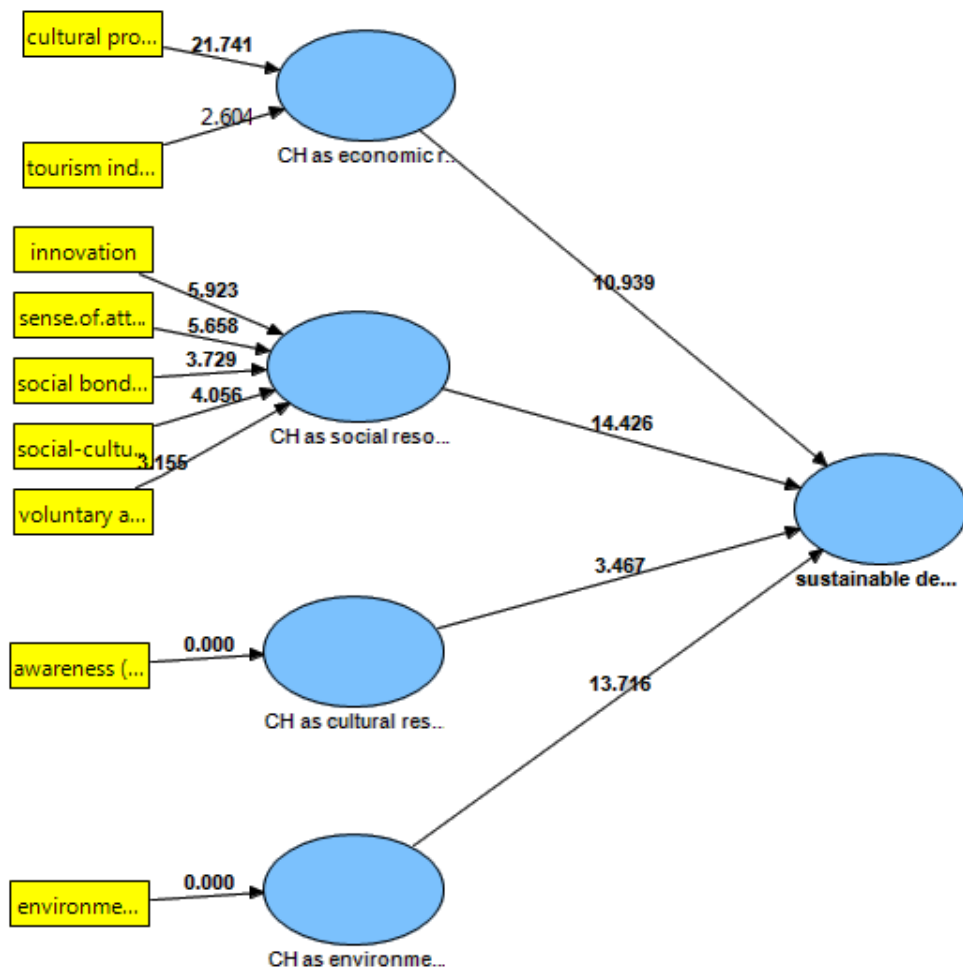 cultural pro...
21.741
2.604
tourism ind...
CH as economic r...
innovation
5.923
sense.of.att...
5.658
social bond...
3.729
social-cultu...
4.056
voluntary a...
3.155
CH as social reso...
awareness (...
0.000
CH as cultural res...
environme...
0.000
CH as environme...
10.939
14.426
3.467
13.716
sustainable de...